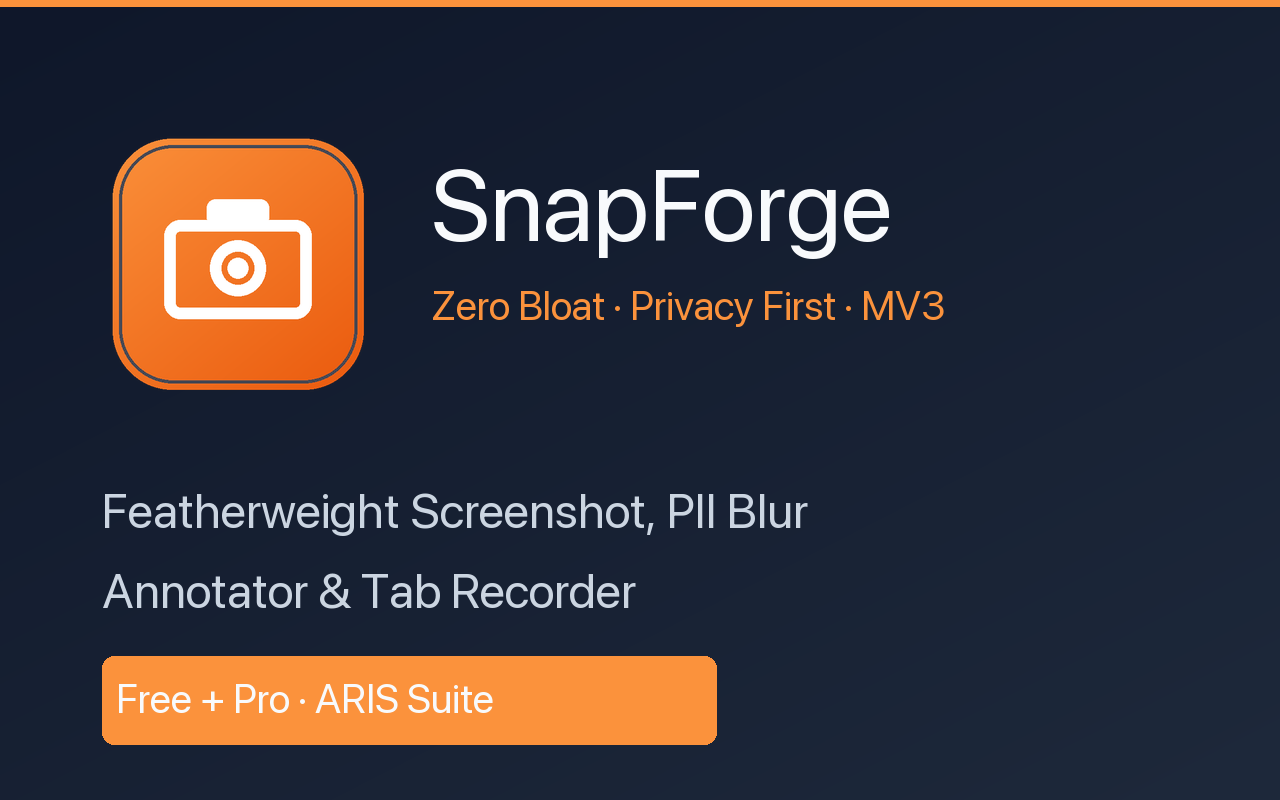 SnapForge
Zero Bloat · Privacy First · MV3
Featherweight Screenshot, PII Blur
Annotator & Tab Recorder
Free + Pro · ARIS Suite